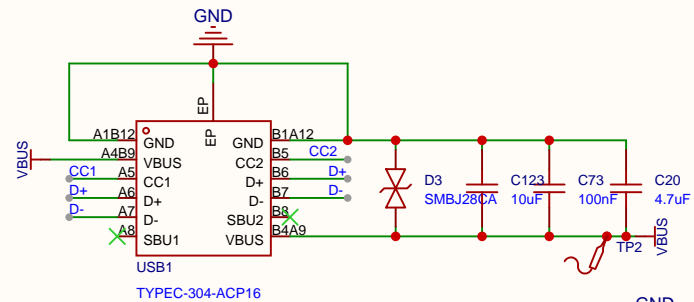 GND
EP
EP
A1B12
GND
GND
B1A12
VBUS
A4B9
VBUS
CC2
B5
CC2
CC1
A5
CC1
D+
B6
D+
D+
A6
D+
D-
B7
D-
D-
A7
D-
SBU2
B8
A8
SBU1
VBUS
B4A9
USB1
TYPEC-304-ACP16
D3
SMBJ28CA
C123
10uF
C73
100nF
C20
4.7uF
TP2
VBUS
GND